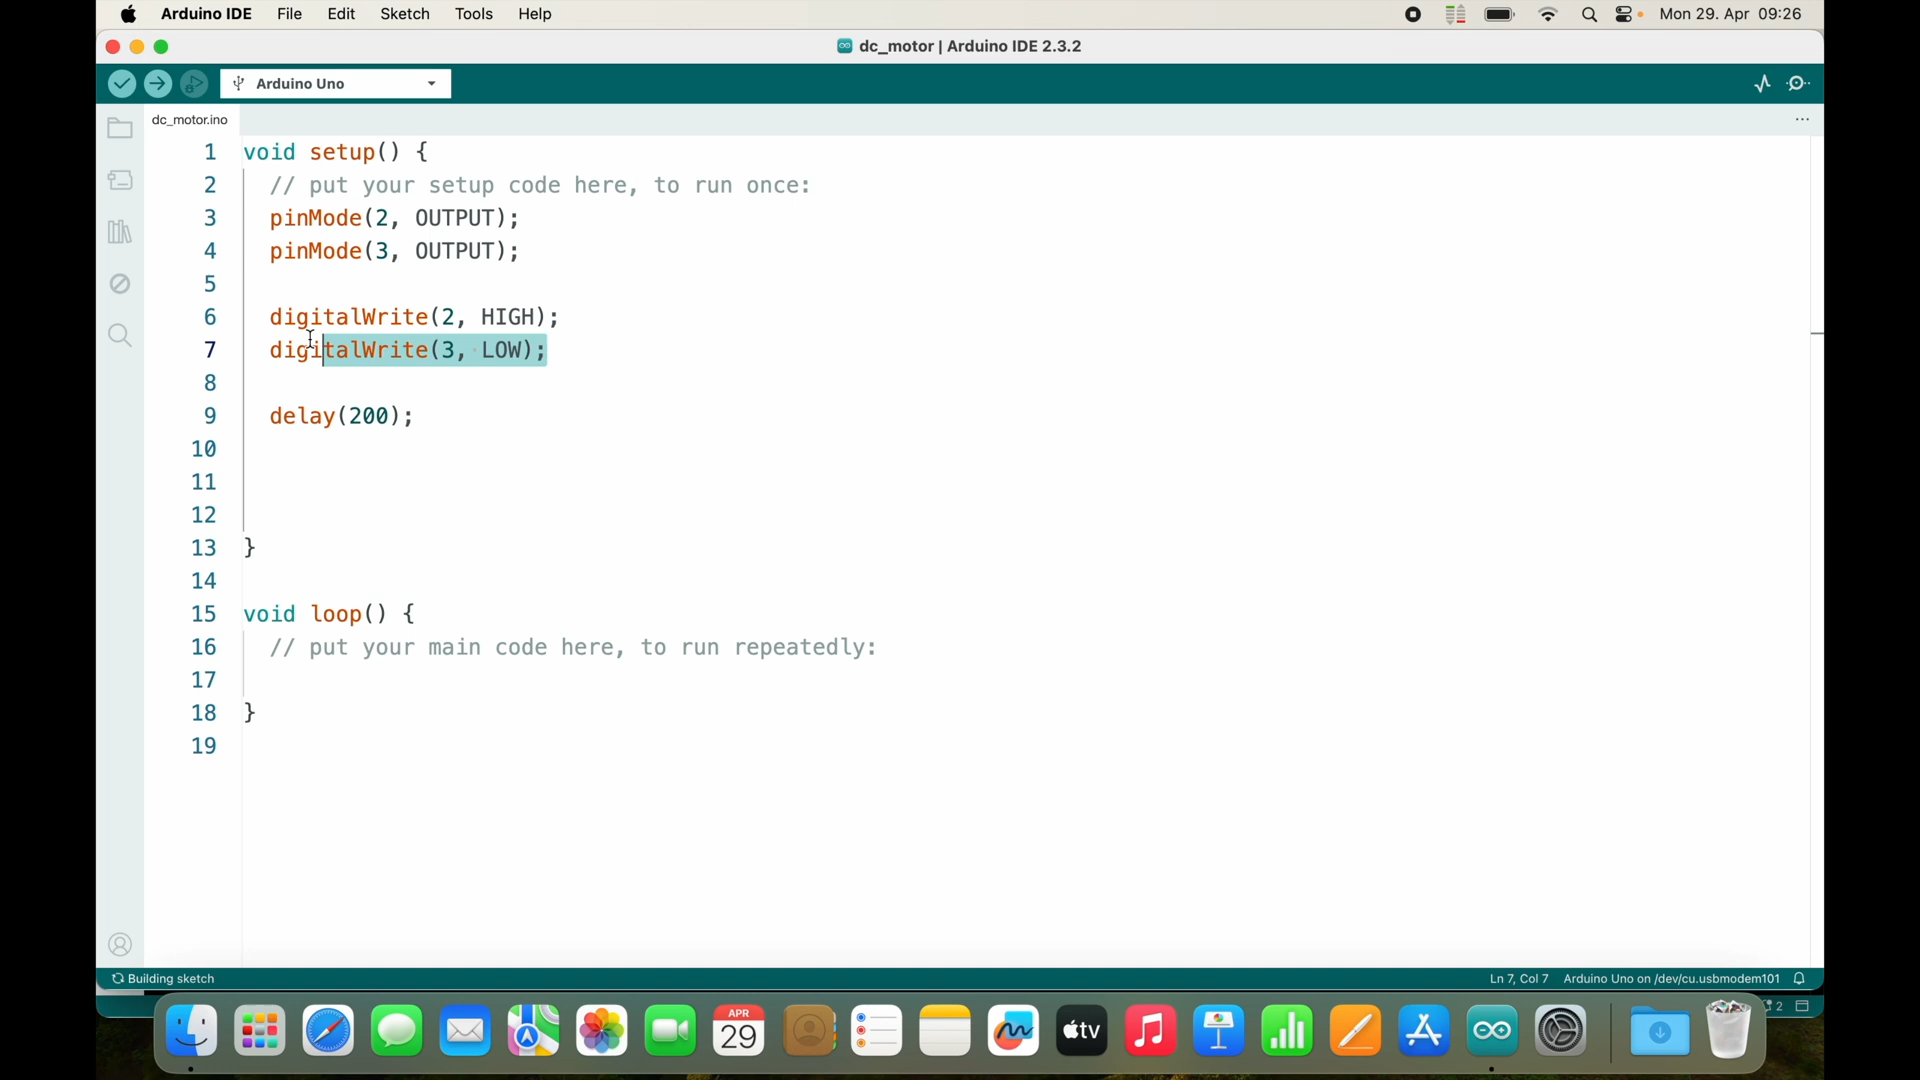 Arduino IDE File Edit Sketch Tools Help Mon 29. Apr 09:26
dc_motor | Arduino IDE 2.3.2
Arduino Uno
dc_motor.ino
1 void setup() {
2 // put your setup code here, to run once:
3 pinMode(2, OUTPUT);
4 pinMode(3, OUTPUT);
5
6 digitalWrite(2, HIGH);
7 digitalWrite(3, LOW);
8
9 delay(200);
10
11
12
13 }
14
15 void loop() {
16 // put your main code here, to run repeatedly:
17
18 }
19
Building sketch Ln 7, Col 7 Arduino Uno on /dev/cu.usbmodem101
2
APR
29
tv